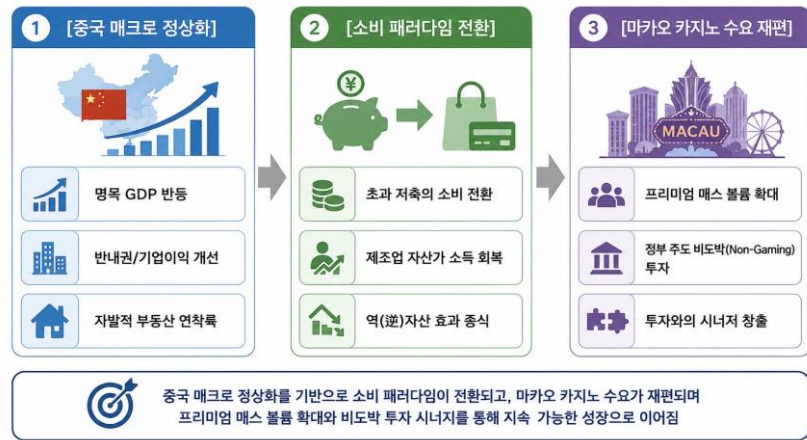 1 [중국 매크로 정상화]
명목 GDP 반등
반내권/기업이익 개선
자발적 부동산 연착륙
2 [소비 패러다임 전환]
¥
초과 저축의 소비 전환
제조업 자산가 소득 회복
역(逆)자산 효과 종식
3 [마카오 카지노 수요 재편]
MACAU
프리미엄 매스 볼륨 확대
정부 주도 비도박(Non-Gaming)
투자
투자와의 시너저 창출
중국 매크로 정상화를 기반으로 소비 패러다임이 전환되고, 마카오 카지노 수요가 재편되며
프리미엄 매스 볼륨 확대와 비도박 투자 시너지를 통해 지속 가능한 성장으로 이어짐